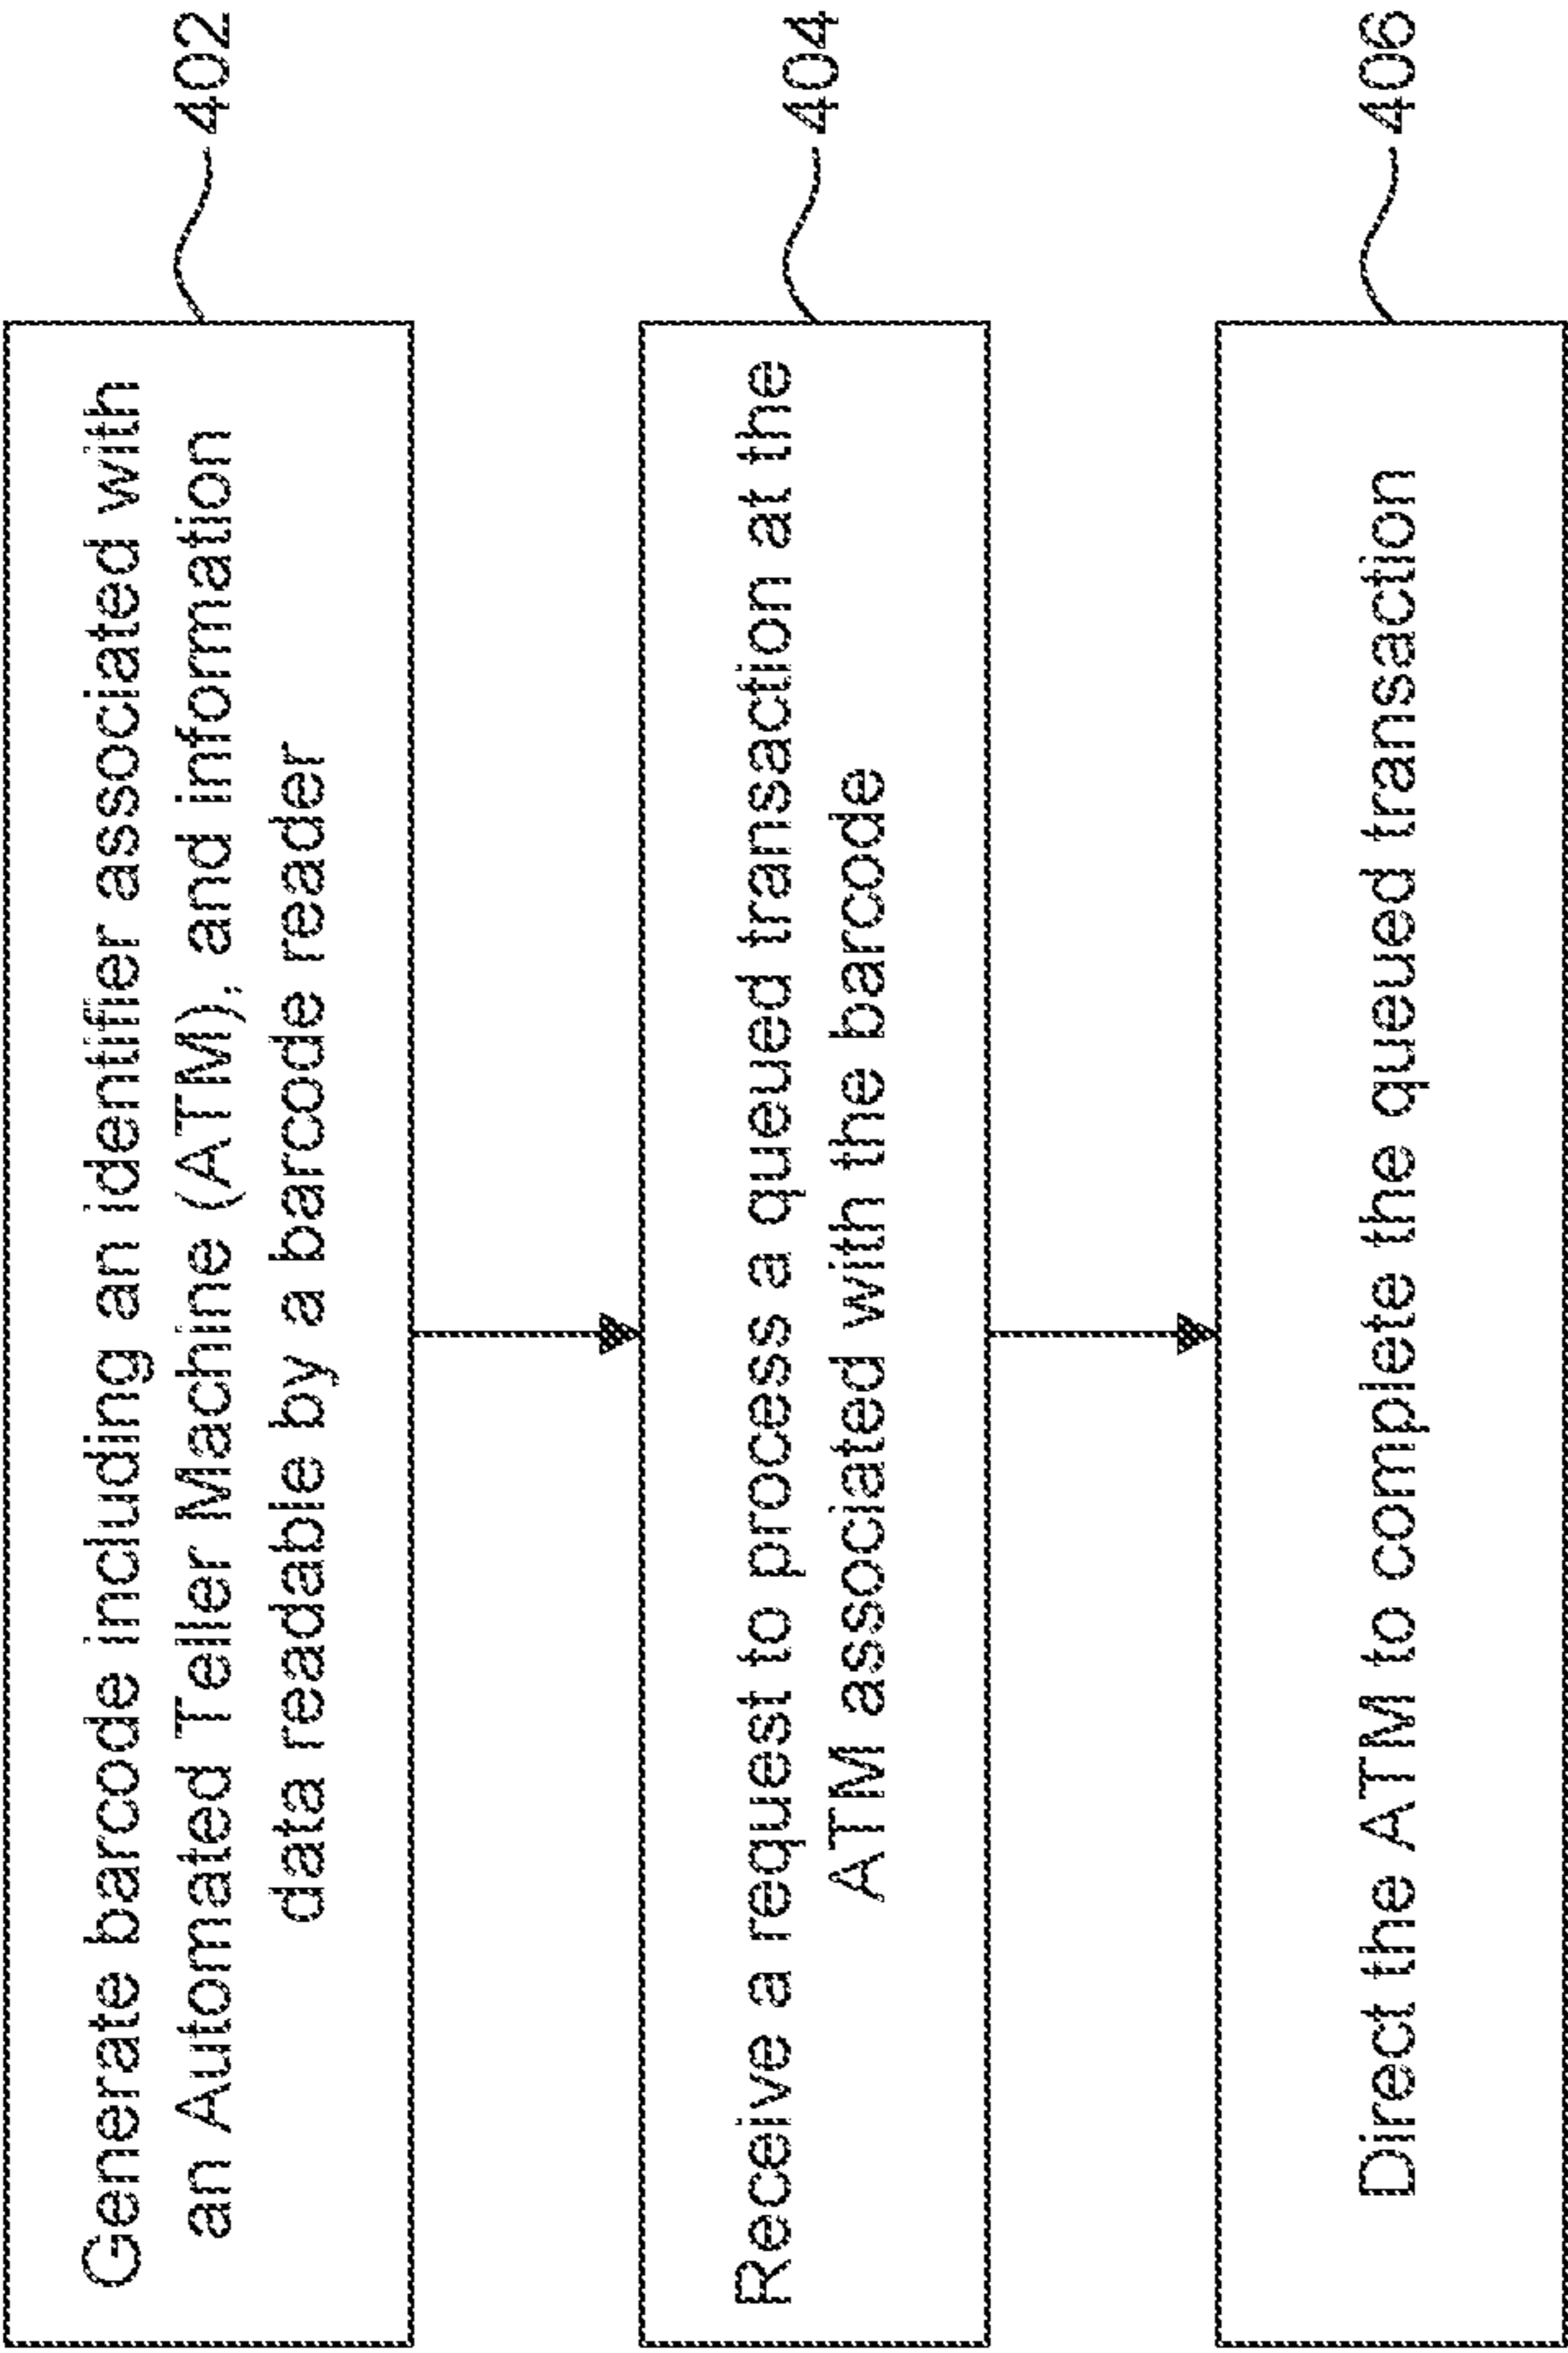 Generate barcode including an identifier associated with
an Automated Teller Machine (ATM), and information
data readable by a barcode reader
402
Receive a request to process a queued transaction at the
ATM associated with the barcode
404
Direct the ATM to complete the queued transaction
406